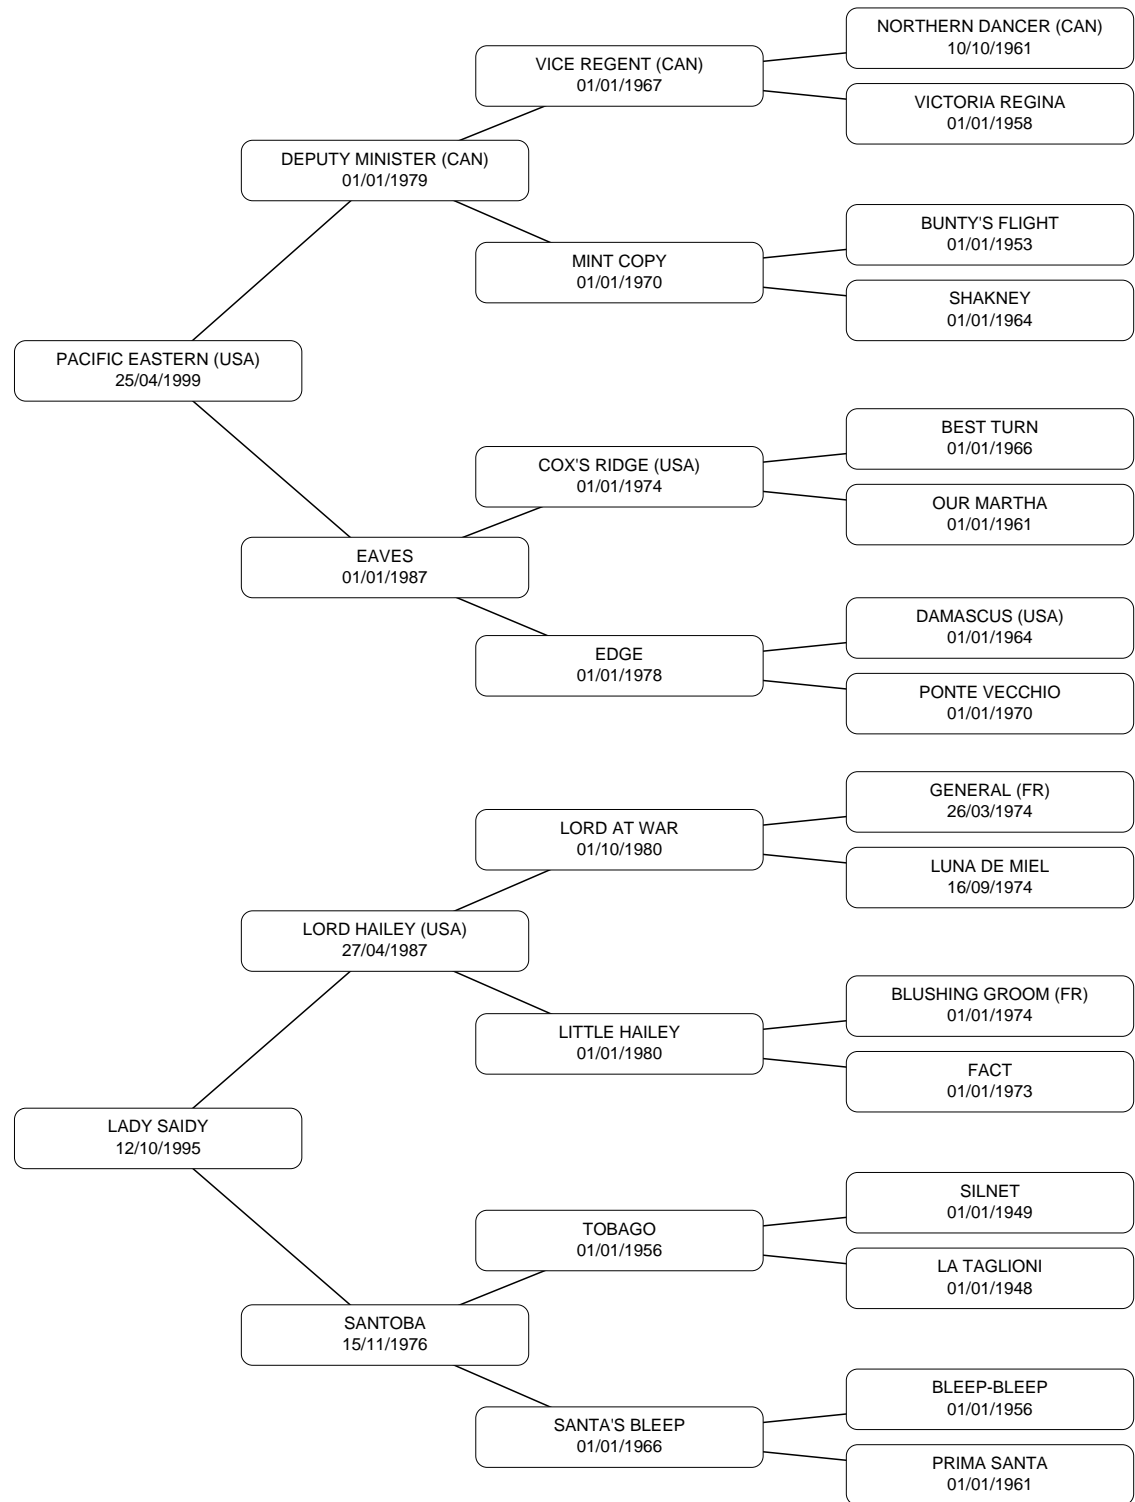 NORTHERN DANCER (CAN)
10/10/1961
VICE REGENT (CAN)
01/01/1967
VICTORIA REGINA
01/01/1958
DEPUTY MINISTER (CAN)
01/01/1979
BUNTY'S FLIGHT
01/01/1953
MINT COPY
01/01/1970
SHAKNEY
01/01/1964
PACIFIC EASTERN (USA)
25/04/1999
BEST TURN
01/01/1966
COX'S RIDGE (USA)
01/01/1974
OUR MARTHA
01/01/1961
EAVES
01/01/1987
DAMASCUS (USA)
01/01/1964
EDGE
01/01/1978
PONTE VECCHIO
01/01/1970
GENERAL (FR)
26/03/1974
LORD AT WAR
01/10/1980
LUNA DE MIEL
16/09/1974
LORD HAILEY (USA)
27/04/1987
BLUSHING GROOM (FR)
01/01/1974
LITTLE HAILEY
01/01/1980
FACT
01/01/1973
LADY SAIDY
12/10/1995
SILNET
01/01/1949
TOBAGO
01/01/1956
LA TAGLIONI
01/01/1948
SANTOBA
15/11/1976
BLEEP-BLEEP
01/01/1956
SANTA'S BLEEP
01/01/1966
PRIMA SANTA
01/01/1961